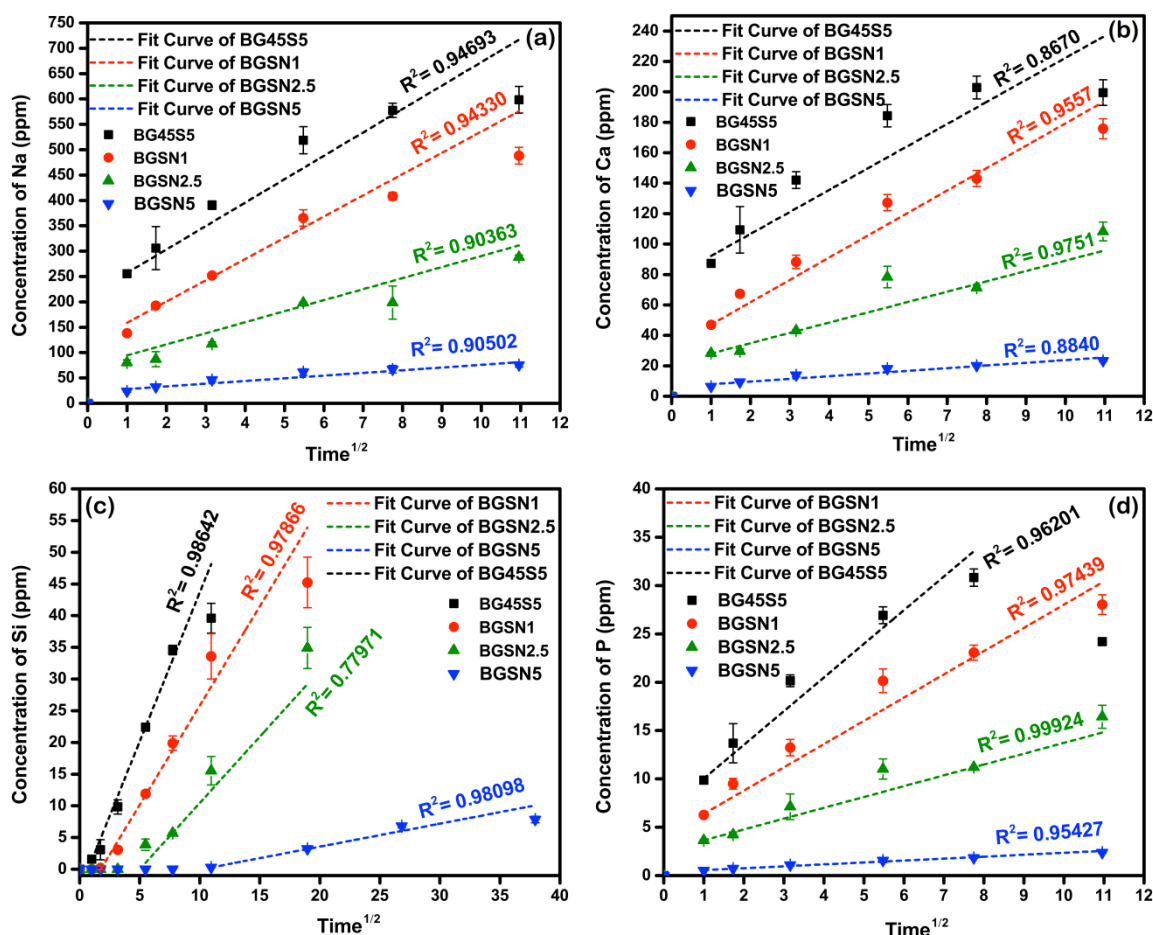 (a)
Fit Curve of BG45S5
Fit Curve of BGSN1
Fit Curve of BGSN2.5
Fit Curve of BGSN5
BG45S5
BGSN1
BGSN2.5
BGSN5
R²= 0.94693
R²= 0.94330
R²= 0.90363
R²= 0.90502
Concentration of Na (ppm)
750
700
650
600
550
500
450
400
350
300
250
200
150
100
50
0
0 1 2 3 4 5 6 7 8 9 10 11 12
Time^1/2
(b)
Fit Curve of BG45S5
Fit Curve of BGSN1
Fit Curve of BGSN2.5
Fit Curve of BGSN5
BG45S5
BGSN1
BGSN2.5
BGSN5
R²= 0.8670
R²= 0.9557
R²= 0.9751
R²= 0.8840
Concentration of Ca (ppm)
240
220
200
180
160
140
120
100
80
60
40
20
0
0 1 2 3 4 5 6 7 8 9 10 11 12
Time^1/2
(c)
Fit Curve of BGSN1
Fit Curve of BGSN2.5
Fit Curve of BGSN5
Fit Curve of BG45S5
BG45S5
BGSN1
BGSN2.5
BGSN5
R²= 0.98642
R²= 0.97866
R²= 0.77971
R²= 0.98098
Concentration of Si (ppm)
60
55
50
45
40
35
30
25
20
15
10
5
0
0 5 10 15 20 25 30 35 40
Time^1/2
(d)
Fit Curve of BGSN1
Fit Curve of BGSN2.5
Fit Curve of BGSN5
Fit Curve of BG45S5
BG45S5
BGSN1
BGSN2.5
BGSN5
R²= 0.96201
R²= 0.97439
R²= 0.99924
R²= 0.95427
Concentration of P (ppm)
40
35
30
25
20
15
10
5
0
0 1 2 3 4 5 6 7 8 9 10 11 12
Time^1/2